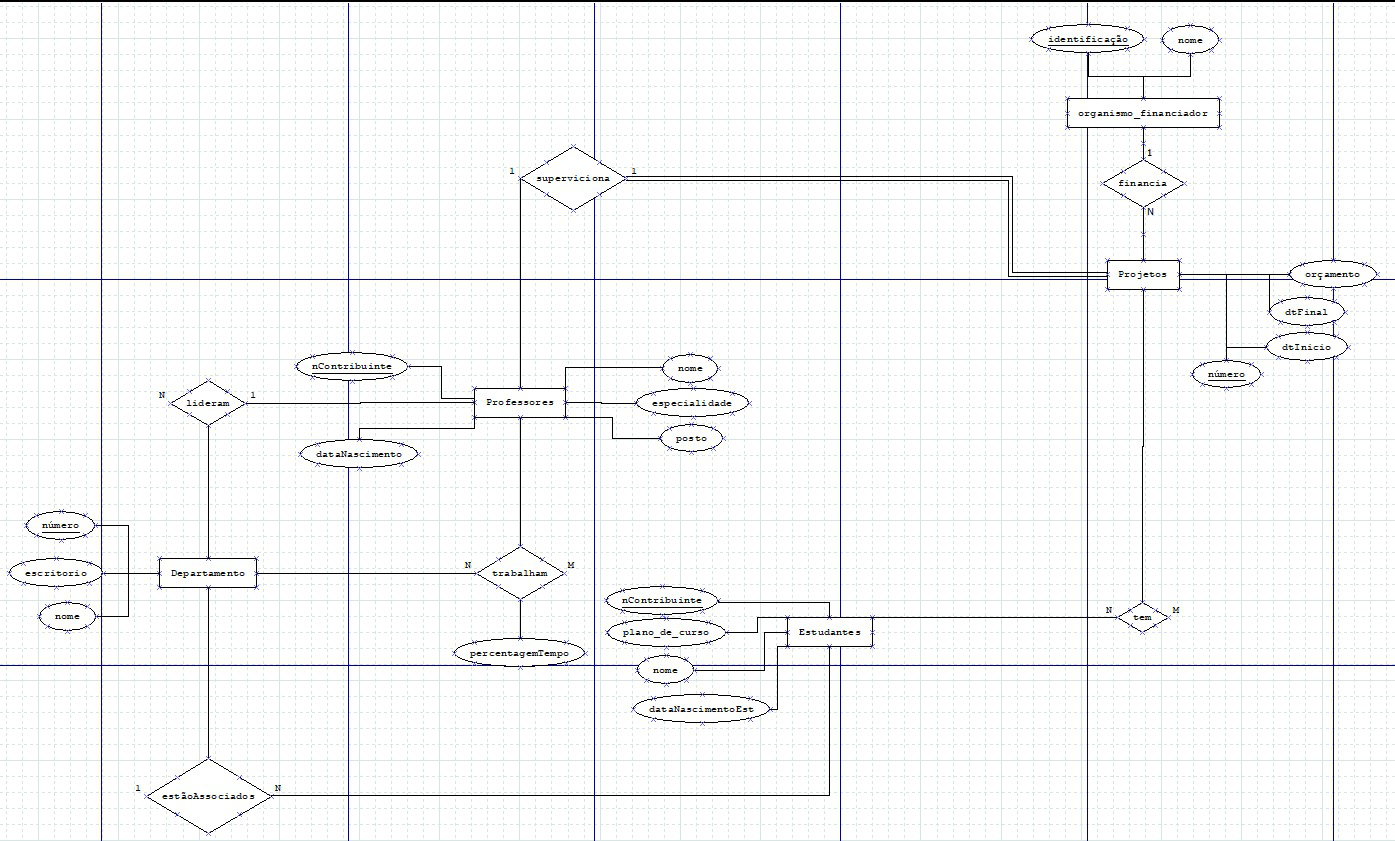 identificação
nome
organismo_financiador
1
financia
N
1
superviciona
1
Projetos
orçamento
dtFinal
dtInicio
número
nContribuinte
nome
N
lideram
1
Professores
especialidade
posto
dataNascimento
número
escritorio
nome
Departamento
N
trabalham
M
percentagemTempo
nContribuinte
plano_de_curso
nome
dataNascimentoEst
Estudantes
N
tem
M
1
estãoAssociados
N